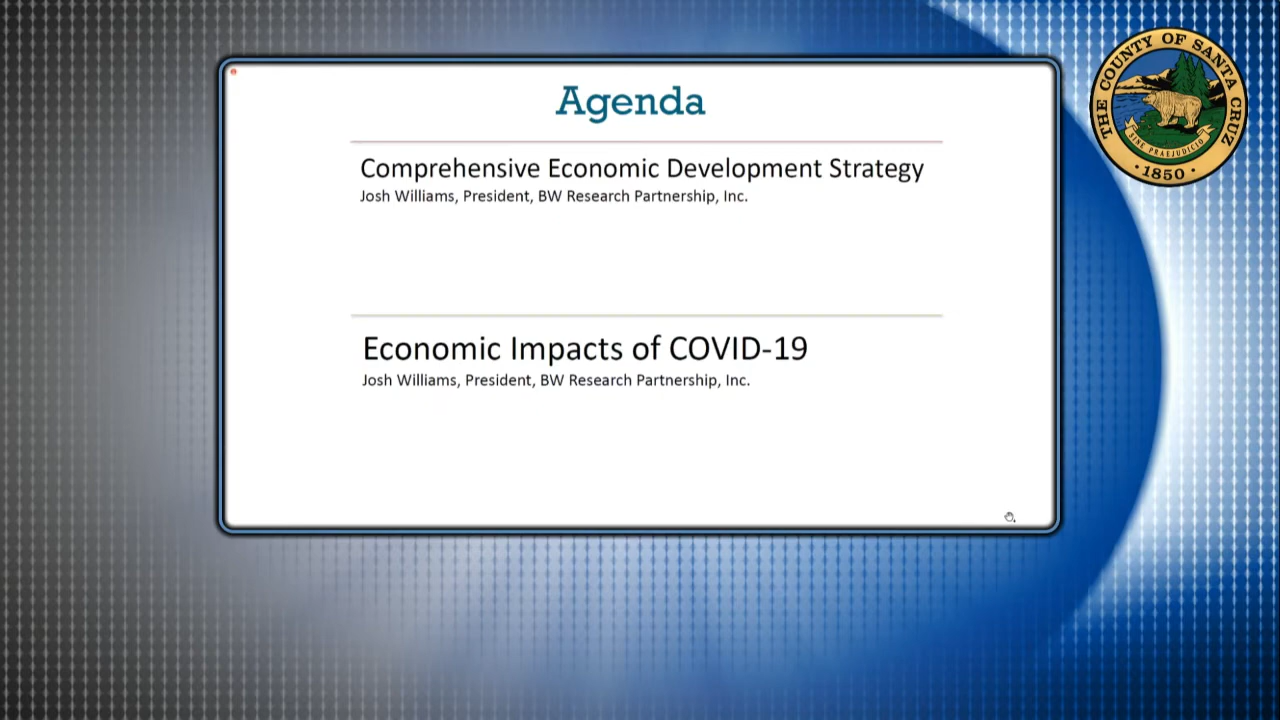 Agenda
THE COUNTY OF SANTA CRUZ
SINE PRAEJUDICIO
• 1850 •
Comprehensive Economic Development Strategy
Josh Williams, President, BW Research Partnership, Inc.
Economic Impacts of COVID-19
Josh Williams, President, BW Research Partnership, Inc.